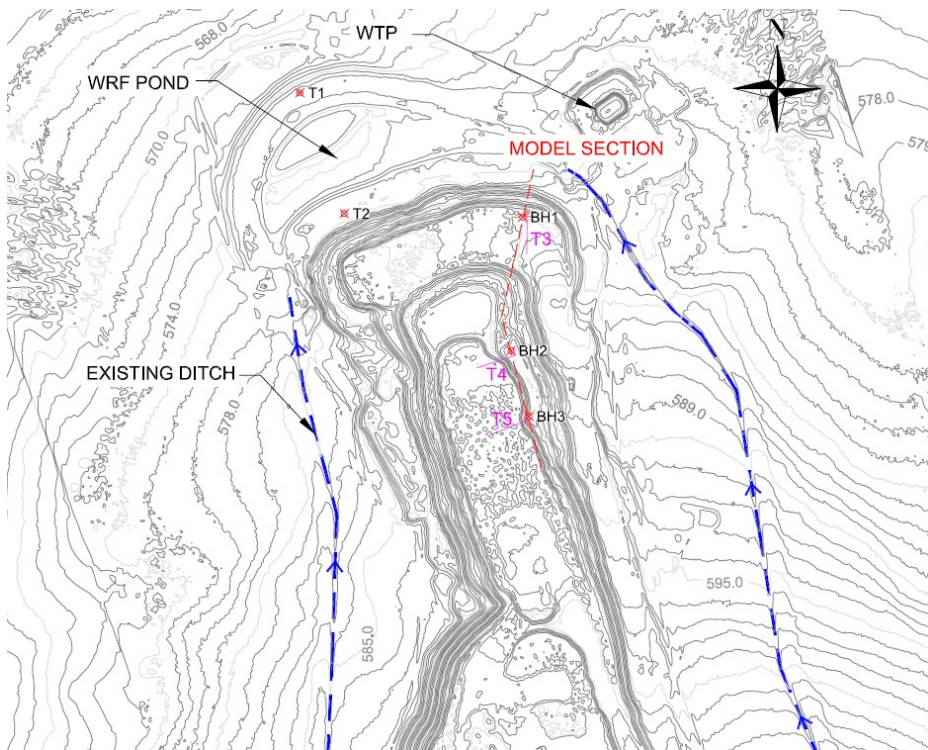 N
568.0
WTP
WRF POND
T1
578.0
570.0
MODEL SECTION
T2
BH1
T3
574.0
BH2
EXISTING DITCH
T4
578.0
589.0
BH3
T5
595.0
585.0